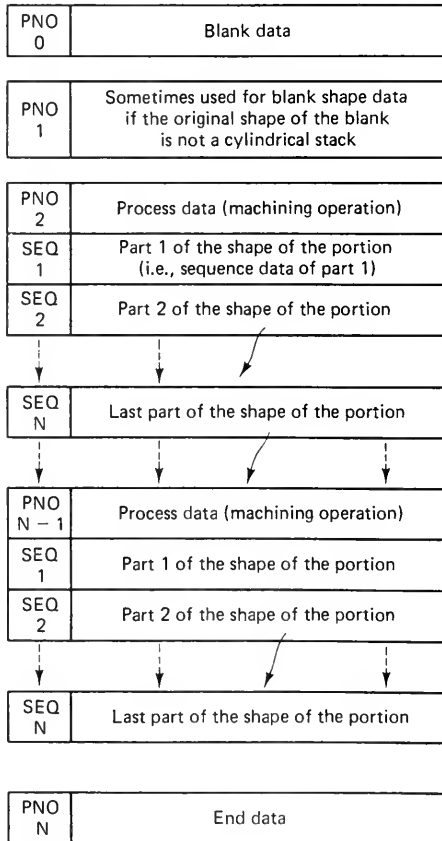 PNO
0
Blank data
PNO
1
Sometimes used for blank shape data
if the original shape of the blank
is not a cylindrical stack
PNO
2
Process data (machining operation)
SEQ
1
Part 1 of the shape of the portion
(i.e., sequence data of part 1)
SEQ
2
Part 2 of the shape of the portion
SEQ
N
Last part of the shape of the portion
PNO
N − 1
Process data (machining operation)
SEQ
1
Part 1 of the shape of the portion
SEQ
2
Part 2 of the shape of the portion
SEQ
N
Last part of the shape of the portion
PNO
N
End data